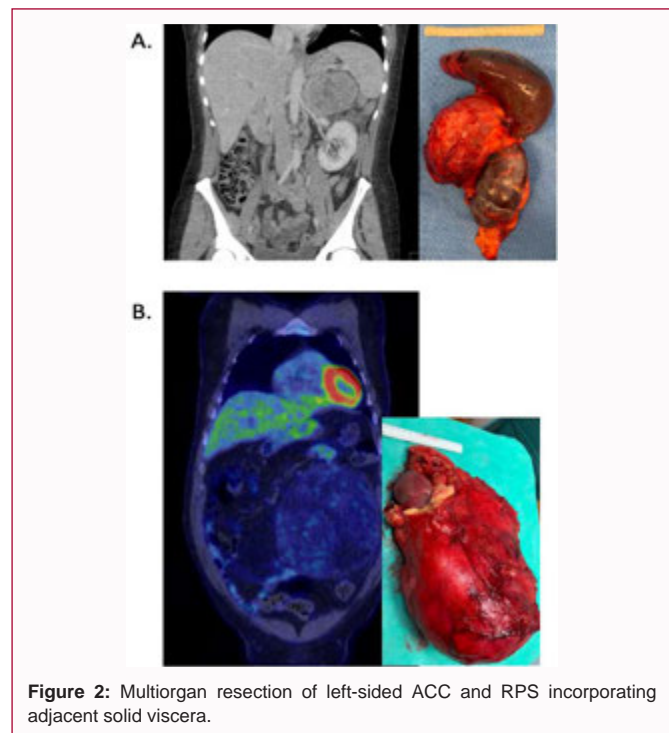 A.
B.
Figure 2: Multiorgan resection of left-sided ACC and RPS incorporating
adjacent solid viscera.